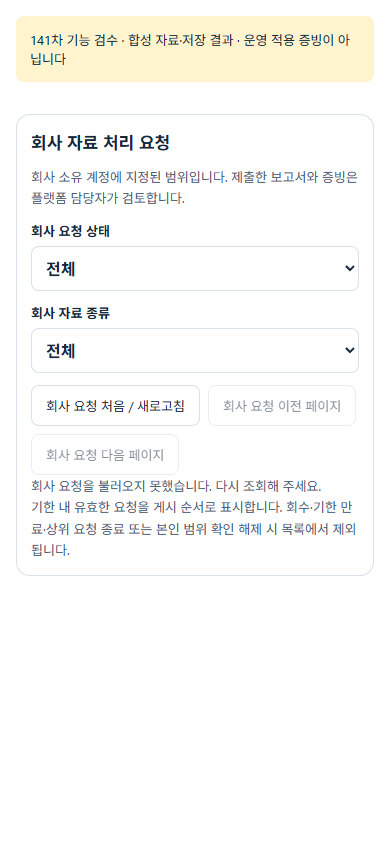 141차 기능 검수 · 합성 자료·저장 결과 · 운영 적용 증빙이 아
닙니다
회사 자료 처리 요청
회사 소유 계정에 지정된 범위입니다. 제출한 보고서와 증빙은
플랫폼 담당자가 검토합니다.
회사 요청 상태
전체
회사 자료 종류
전체
회사 요청 처음 / 새로고침
회사 요청 이전 페이지
회사 요청 다음 페이지
회사 요청을 불러오지 못했습니다. 다시 조회해 주세요.
기한 내 유효한 요청을 게시 순서로 표시합니다. 회수·기한 만
료·상위 요청 종료 또는 본인 범위 확인 해제 시 목록에서 제외
됩니다.